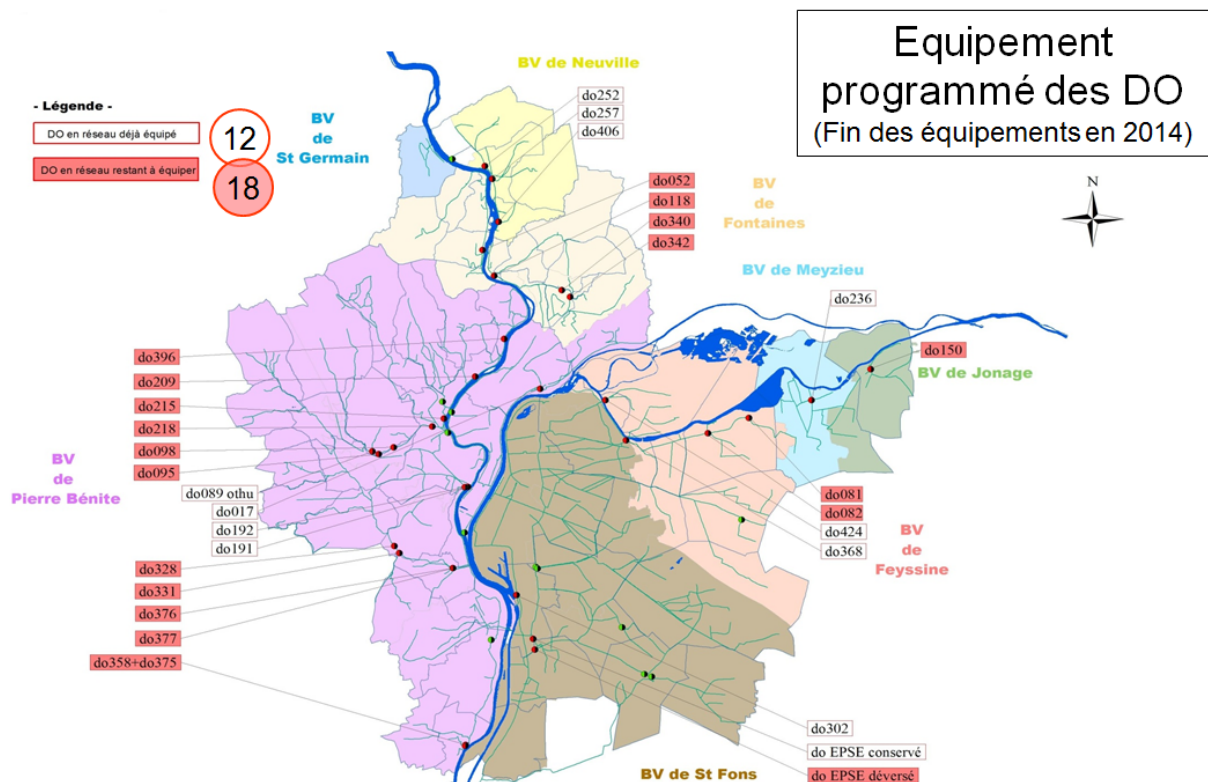 Equipement
programmé des DO
(Fin des équipements en 2014)
- Légende -
DO en réseau déjà équipé
12
DO en réseau restant à équiper
18
BV
de
St Germain
BV de Neuville
do252
do257
do406
do052
do118
do340
do342
BV
de
Fontaines
N
BV de Meyzieu
do236
do150
BV de Jonage
do396
do209
do215
do218
do098
do095
BV
de
Pierre Bénite
do089 othu
do017
do192
do191
do328
do331
do376
do377
do358+do375
do081
do082
do424
do368
BV
de
Feyssine
do302
do EPSE conservé
do EPSE déversé
BV de St Fons